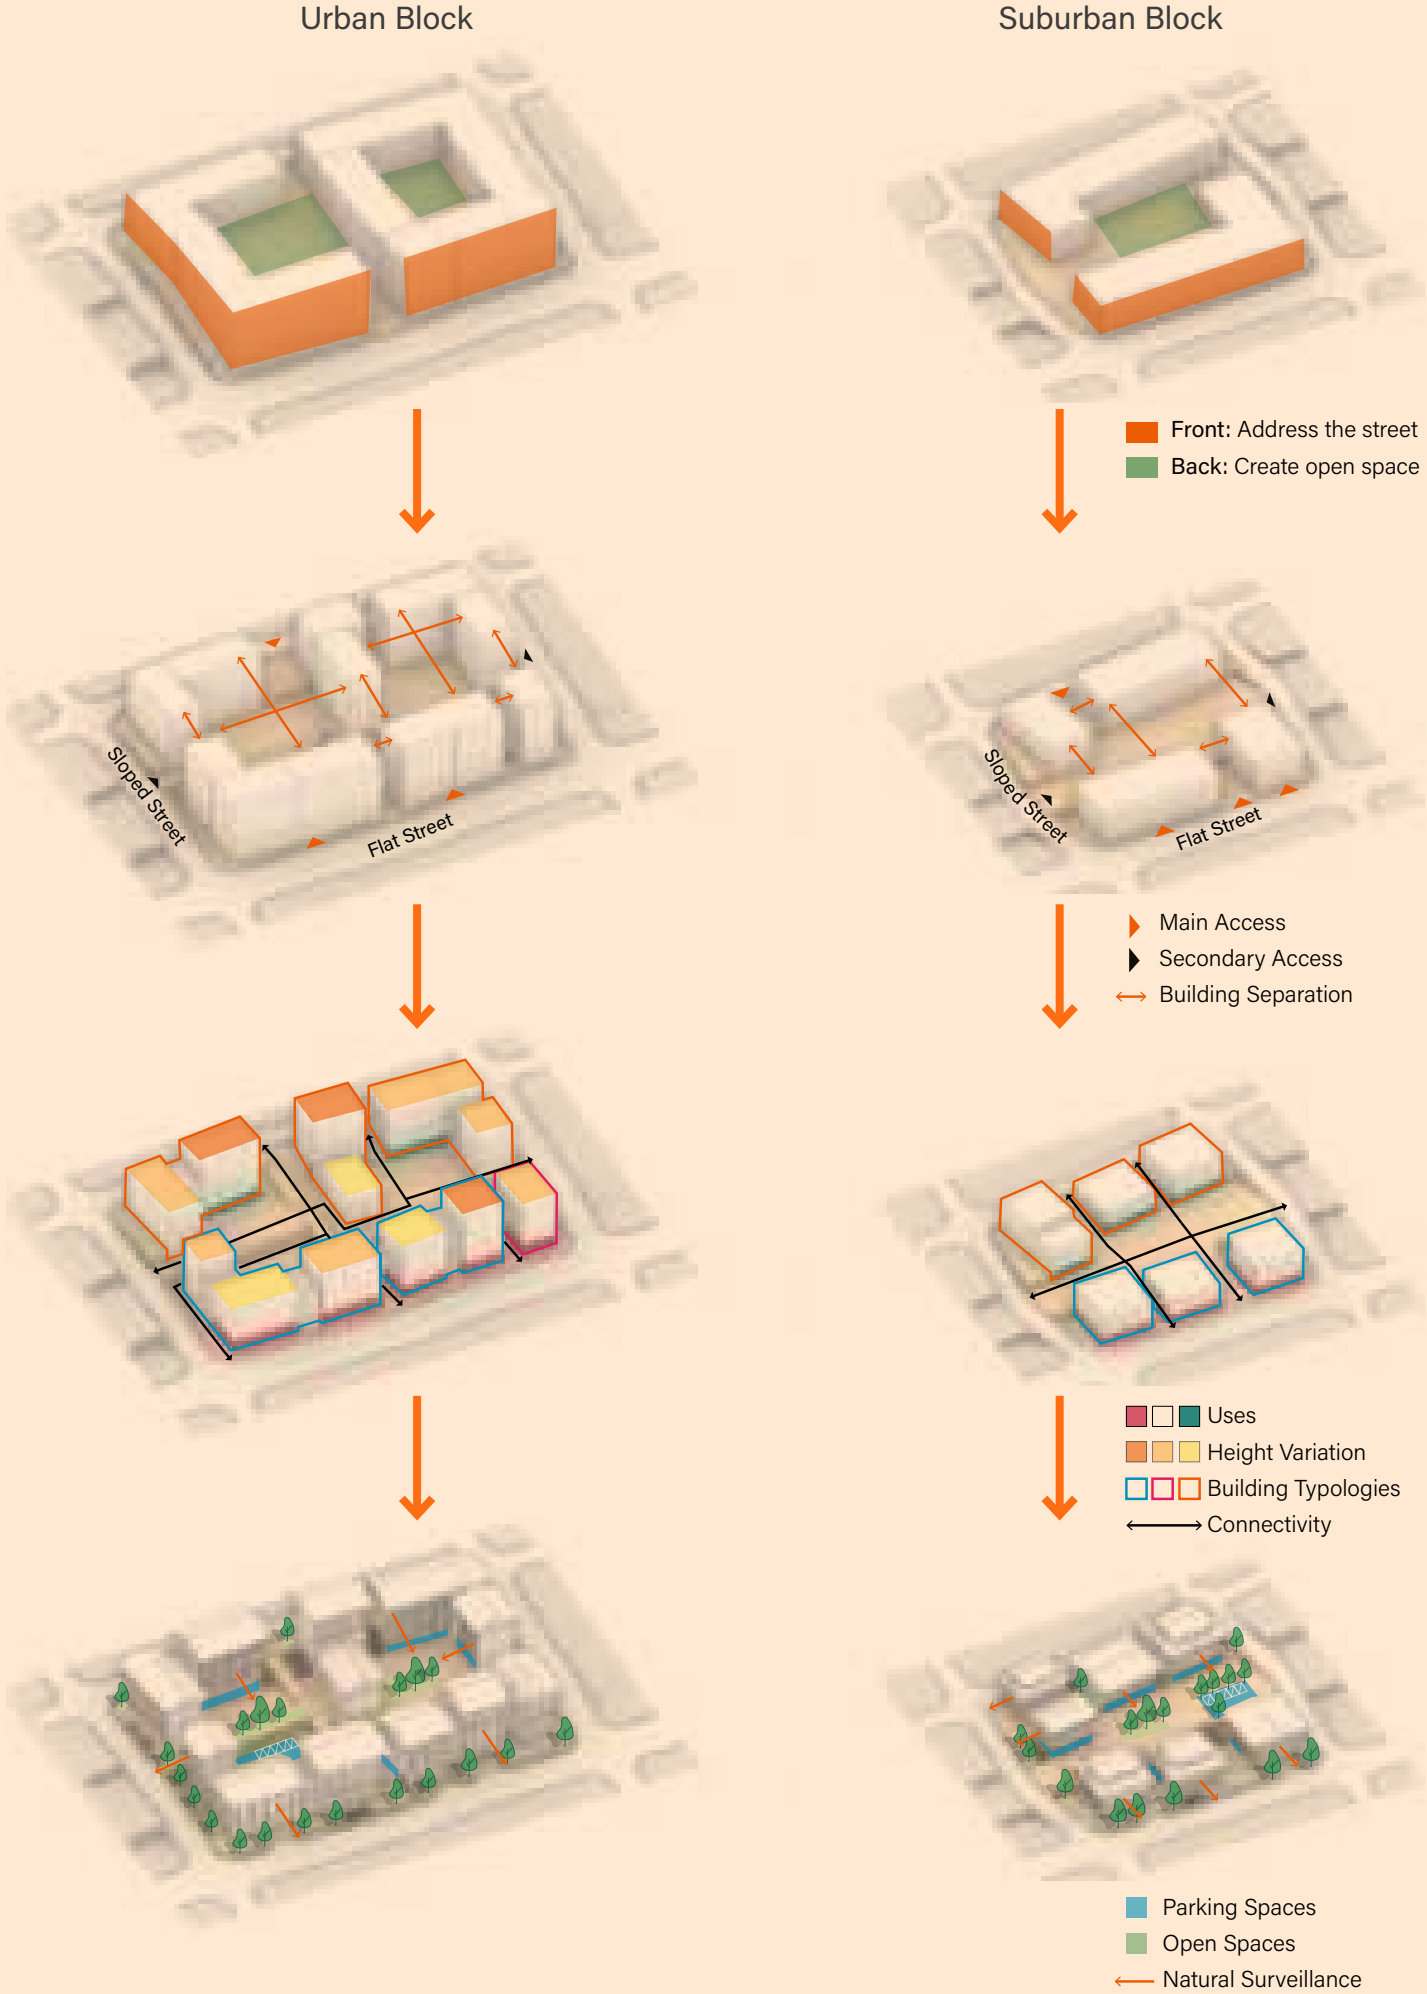 Urban Block
Suburban Block
Front: Address the street
Back: Create open space
Sloped Street
Flat Street
Sloped Street
Flat Street
Main Access
Secondary Access
Building Separation
Uses
Height Variation
Building Typologies
Connectivity
Parking Spaces
Open Spaces
Natural Surveillance